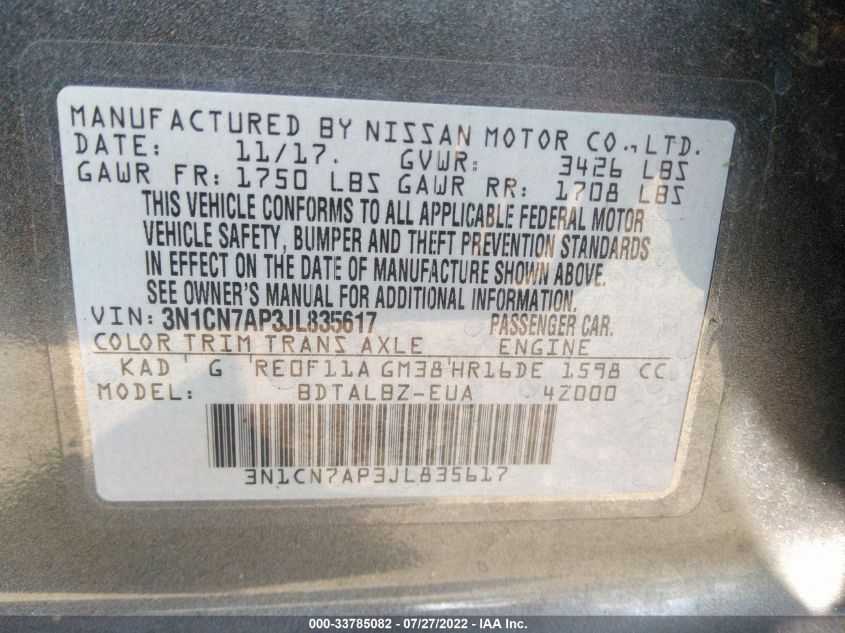 MANUFACTURED BY NISSAN MOTOR CO., LTD.
DATE: 11/17. GVWR: 3426 LBS
GAWR FR: 1750 LBS GAWR RR: 1708 LBS
THIS VEHICLE CONFORMS TO ALL APPLICABLE FEDERAL MOTOR
VEHICLE SAFETY, BUMPER AND THEFT PREVENTION STANDARDS
IN EFFECT ON THE DATE OF MANUFACTURE SHOWN ABOVE.
SEE OWNER'S MANUAL FOR ADDITIONAL INFORMATION.
VIN: 3N1CN7AP3JL835617 PASSENGER CAR.
COLOR TRIM TRANS AXLE ENGINE
KAD ' G ' RE0F11A GM38 ' HR16DE 1598 CC
MODEL: BDTALBZ-EUA 42000
3N1CN7AP3JL835617
000-33785082 - 07/27/2022 - IAA Inc.